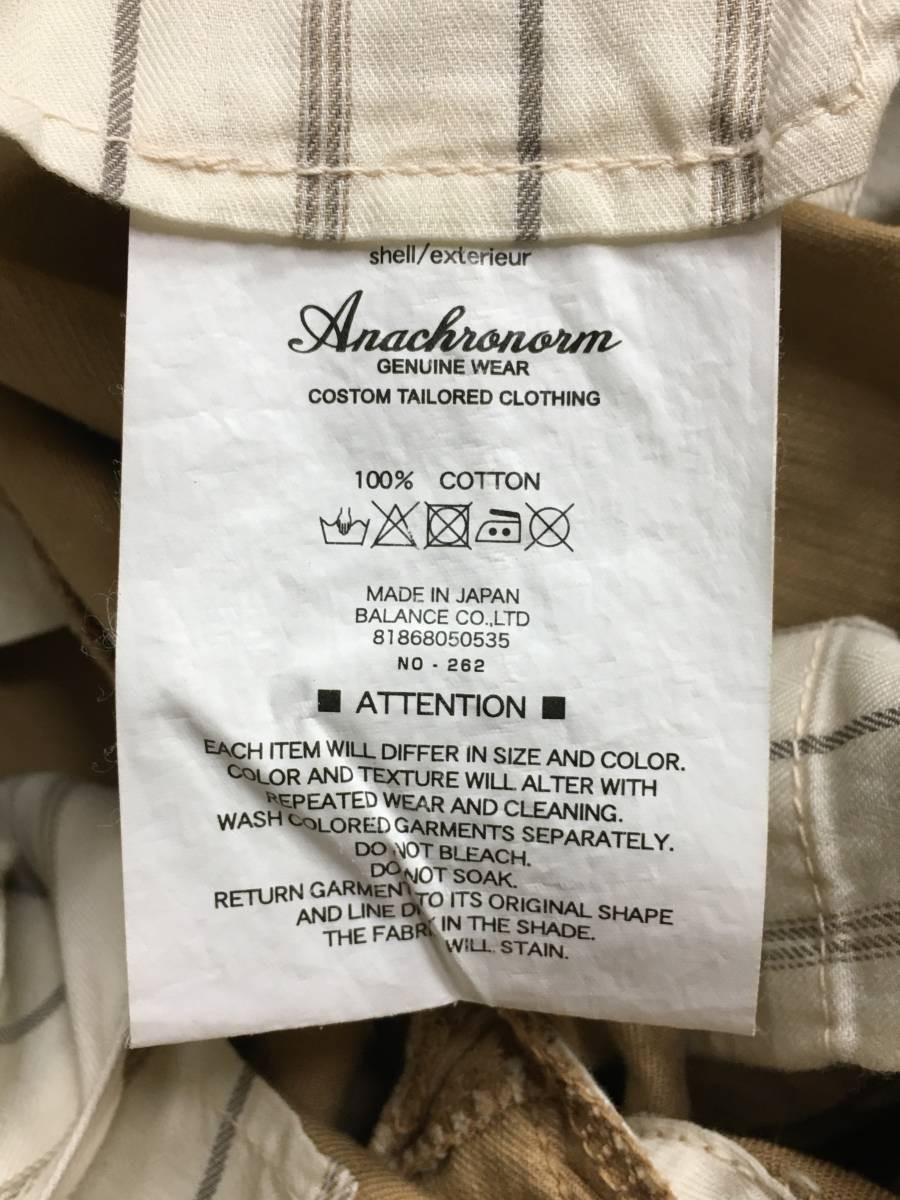 shell/exterieur
Anachronorm
GENUINE WEAR
COSTOM TAILORED CLOTHING
100% COTTON
MADE IN JAPAN
BALANCE CO.,LTD
81868050535
NO - 262
■ ATTENTION ■
EACH ITEM WILL DIFFER IN SIZE AND COLOR.
COLOR AND TEXTURE WILL ALTER WITH
REPEATED WEAR AND CLEANING.
WASH COLORED GARMENTS SEPARATELY.
DO NOT BLEACH.
DO NOT SOAK.
RETURN GARMENT TO ITS ORIGINAL SHAPE
AND LINE DRY IN THE SHADE.
THE FABRIC WILL STAIN.